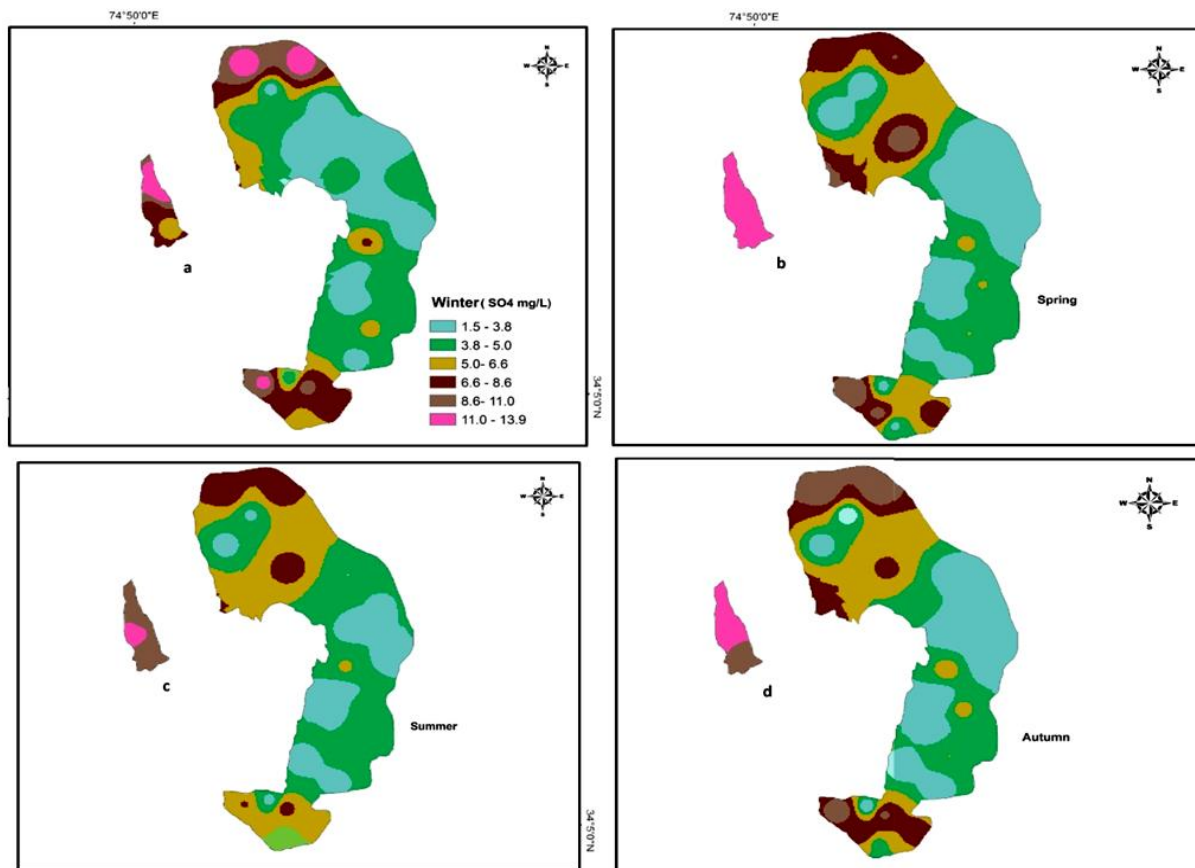 74°50'0"E
74°50'0"E
N
W E
S
N
W E
S
a
b
Winter( SO4 mg/L)
1.5 - 3.8
3.8 - 5.0
5.0- 6.6
6.6 - 8.6
8.6- 11.0
11.0 - 13.9
Spring
34°5'0"N
N
W E
S
N
W E
S
c
d
Summer
Autumn
34°5'0"N